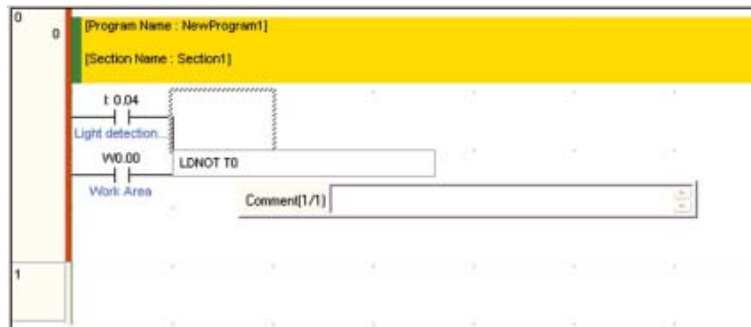 0
0
[Program Name : NewProgram1]
[Section Name : Section1]
I: 0.04
Light detection...
W0.00
LDNOT T0
Work Area
Comment(1/1)
1